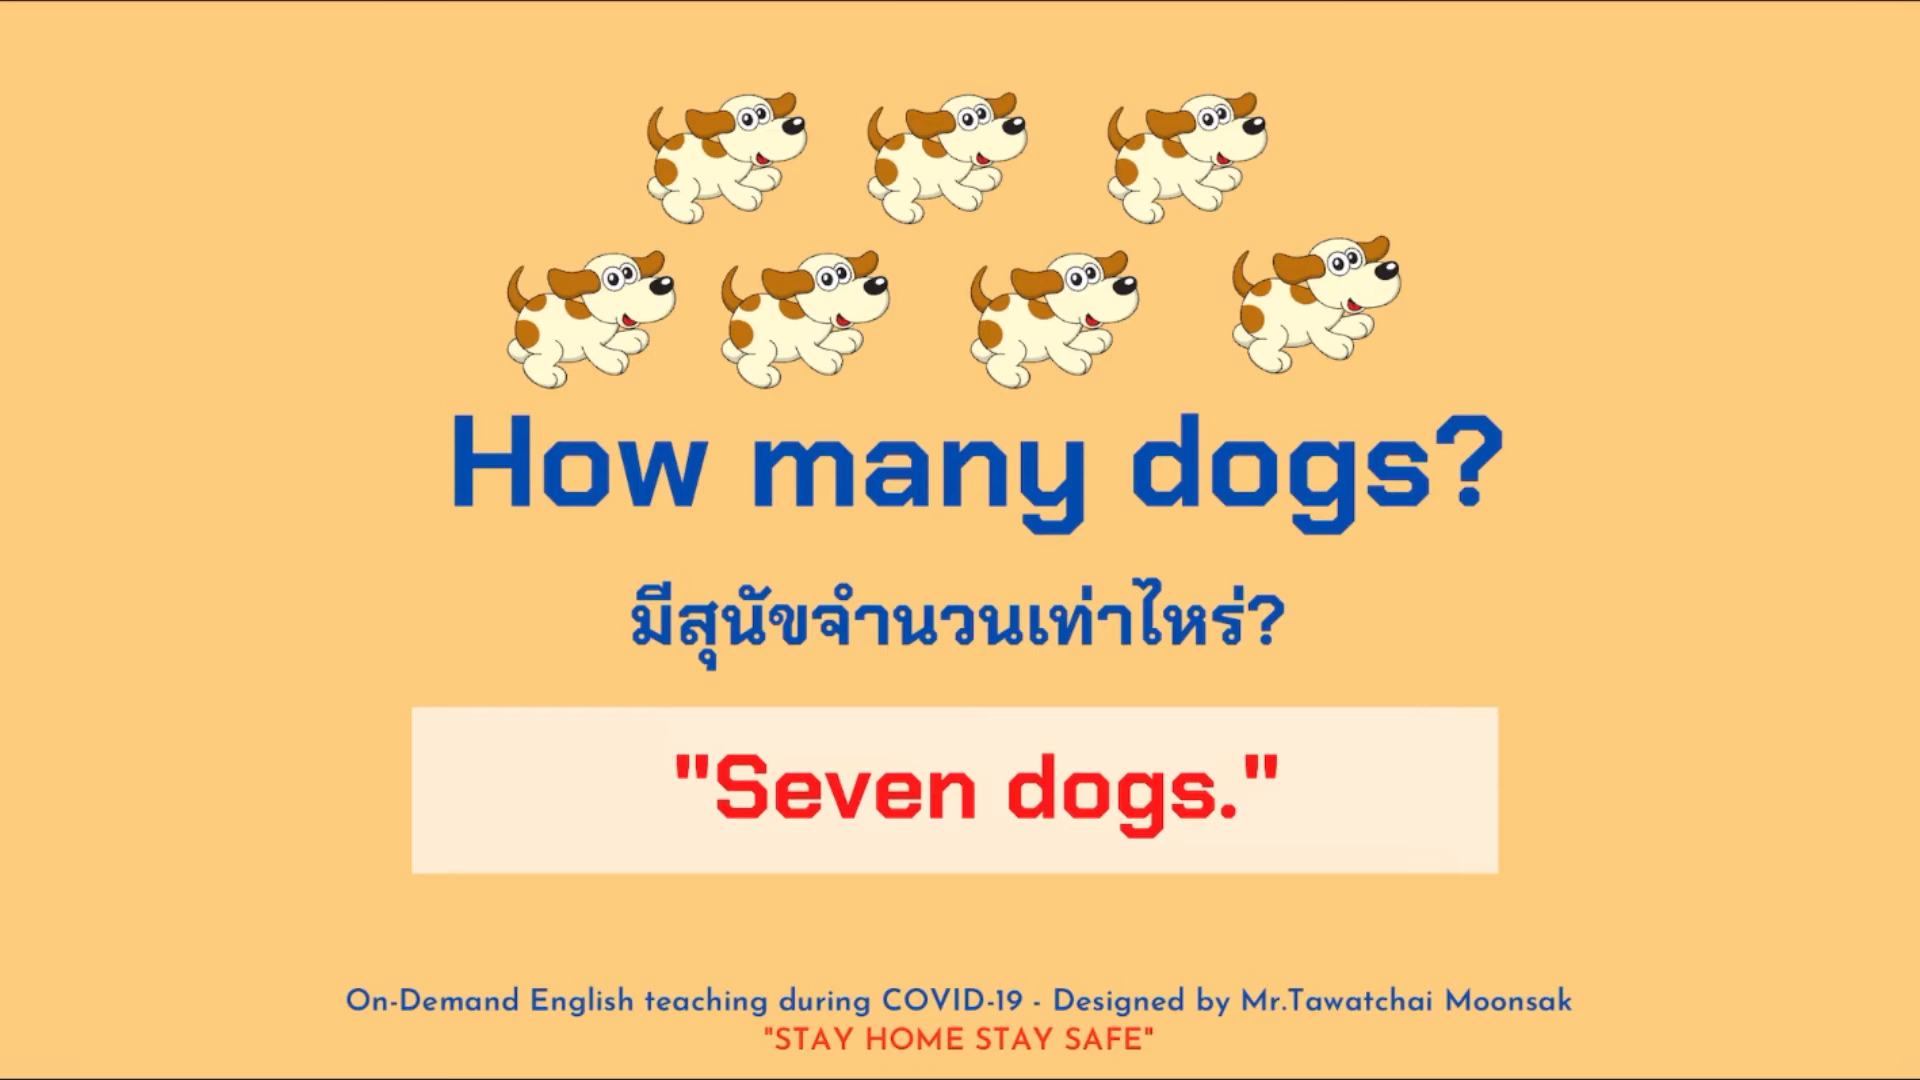 How many dogs?
มีสุนัขจำนวนเท่าไหร่?
"Seven dogs."
On-Demand English teaching during COVID-19 - Designed by Mr.Tawatchai Moonsak
"STAY HOME STAY SAFE"